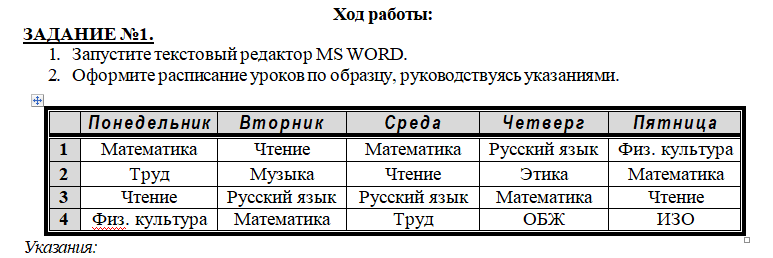 Ход работы:
ЗАДАНИЕ №1.
1. Запустите текстовый редактор MS WORD.
2. Оформите расписание уроков по образцу, руководствуясь указаниями.
Понедельник Вторник Среда Четверг Пятница
1 Математика Чтение Математика Русский язык Физ. культура
2 Труд Музыка Чтение Этика Математика
3 Чтение Русский язык Русский язык Математика Чтение
4 Физ. культура Математика Труд ОБЖ ИЗО
Указания: